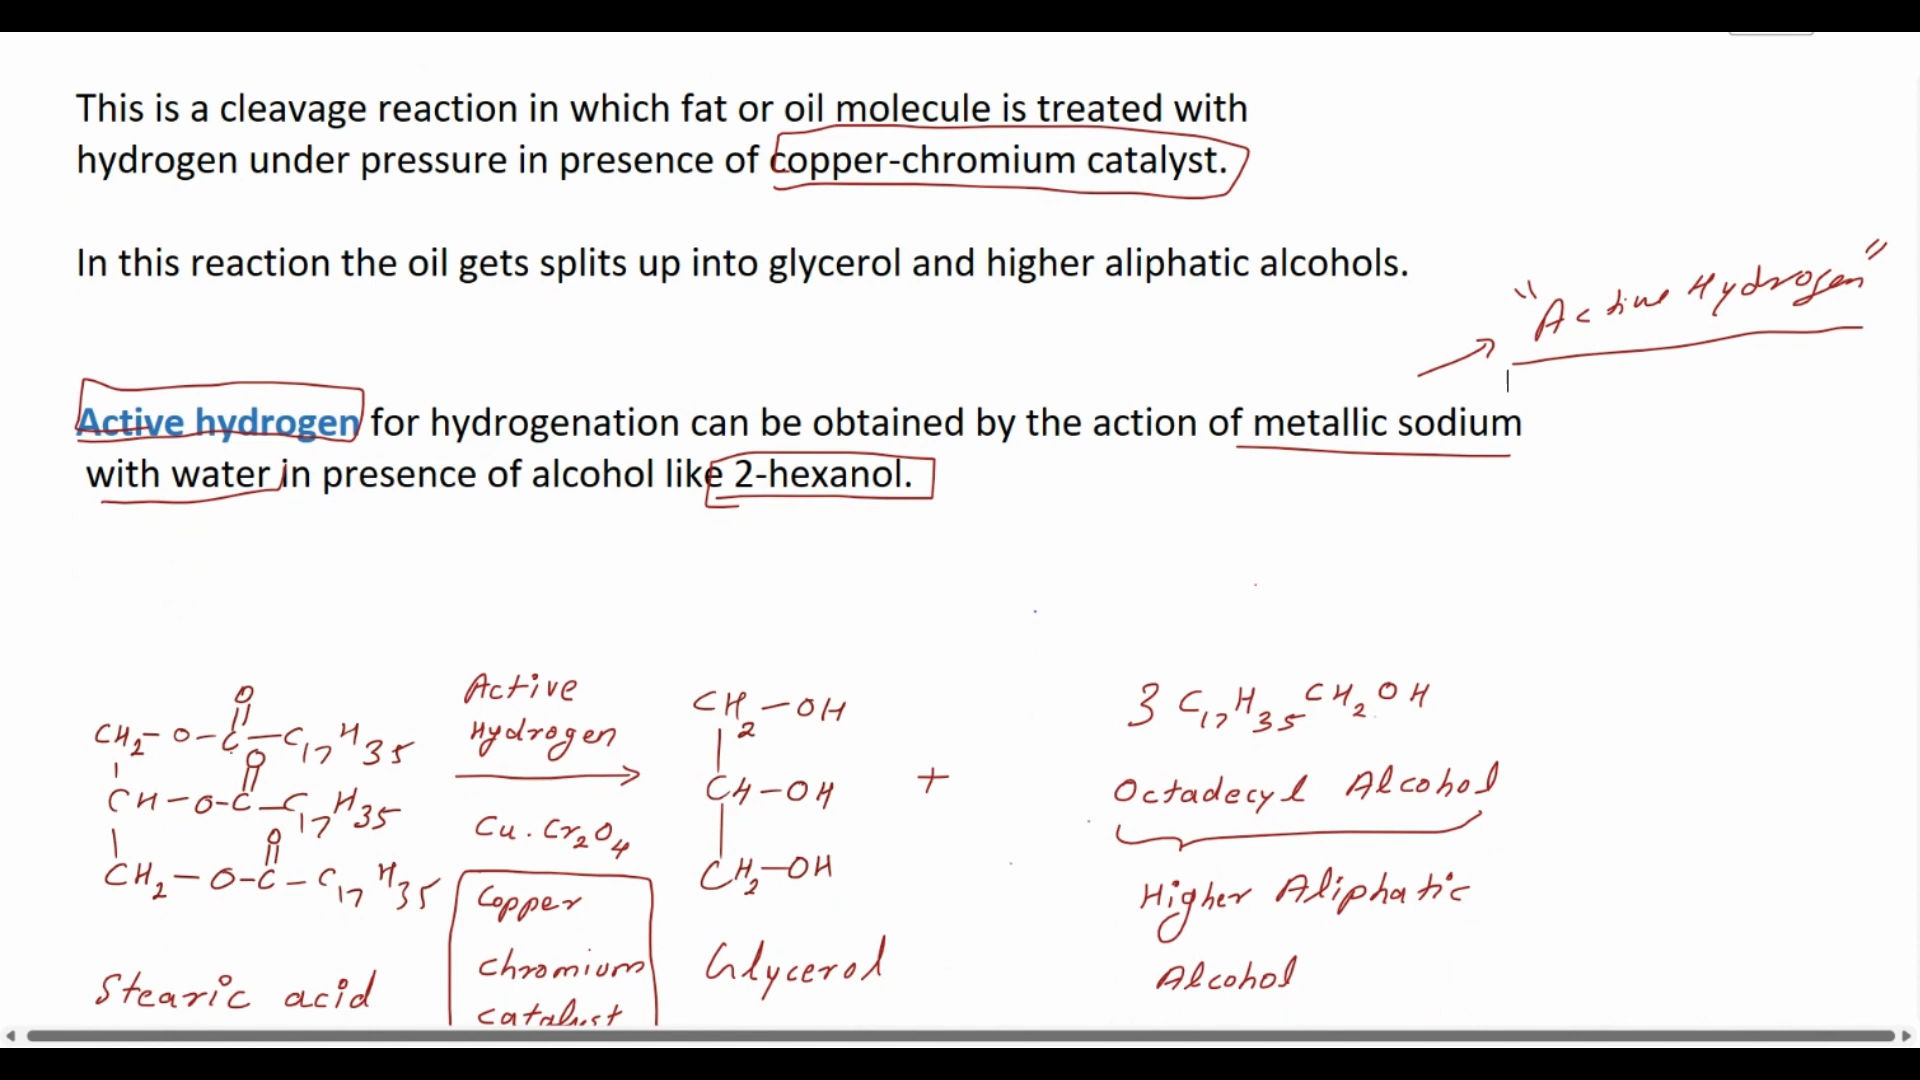 This is a cleavage reaction in which fat or oil molecule is treated with
hydrogen under pressure in presence of copper-chromium catalyst.
In this reaction the oil gets splits up into glycerol and higher aliphatic alcohols.
"Active Hydrogen"
Active hydrogen for hydrogenation can be obtained by the action of metallic sodium
with water in presence of alcohol like 2-hexanol.
O
||
CH₂-O-C-C₁₇H₃₅
|
O
||
CH-O-C-C₁₇H₃₅
|
O
||
CH₂-O-C-C₁₇H₃₅
Stearic acid
Active
Hydrogen
Cu.Cr₂O₄
Copper
chromium
catalyst
CH₂-OH
|
CH-OH
|
CH₂-OH
Glycerol
+
3 C₁₇H₃₅CH₂OH
Octadecyl Alcohol
Higher Aliphatic
Alcohol